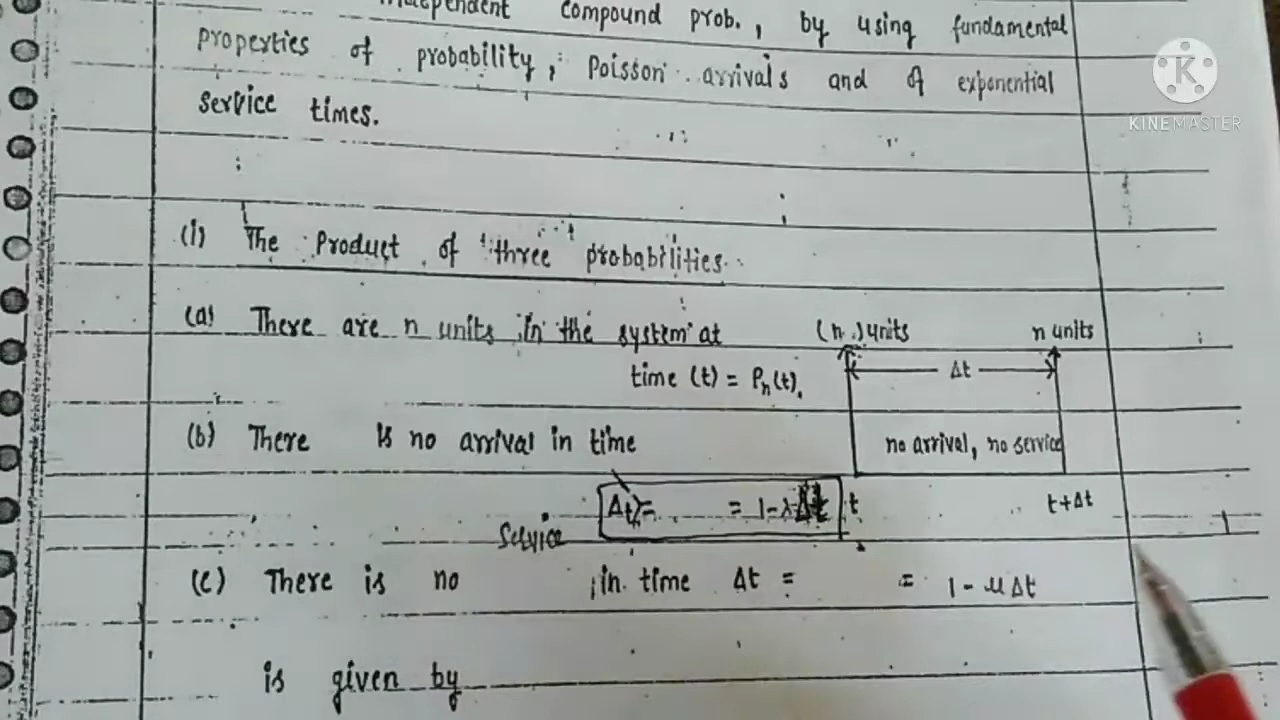 independent compound prob., by using fundamental
properties of probability, Poisson arrivals and of exponential
service times.
KINEMASTER
(i) The Product of three probabilities.
(a) There are n units in the system at
time (t) = Pn(t).
(n ) units
n units
Δt
(b) There is no arrival in time
no arrival, no service
Δt = = 1-λΔt
t
t+Δt
Service
(c) There is no in time Δt = = 1-μΔt
is given by